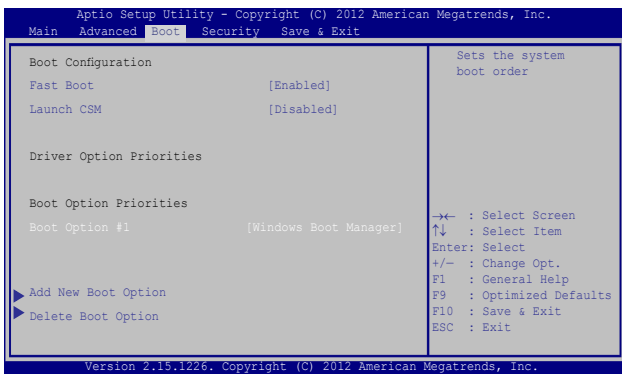 Aptio Setup Utility - Copyright (C) 2012 American Megatrends, Inc.
Main Advanced Boot Security Save & Exit
Boot Configuration
Fast Boot [Enabled]
Launch CSM [Disabled]
Driver Option Priorities
Boot Option Priorities
Boot Option #1 [Windows Boot Manager]
Add New Boot Option
Delete Boot Option
Sets the system
boot order
→← : Select Screen
↑↓ : Select Item
Enter: Select
+/— : Change Opt.
F1 : General Help
F9 : Optimized Defaults
F10 : Save & Exit
ESC : Exit
Version 2.15.1226. Copyright (C) 2012 American Megatrends, Inc.